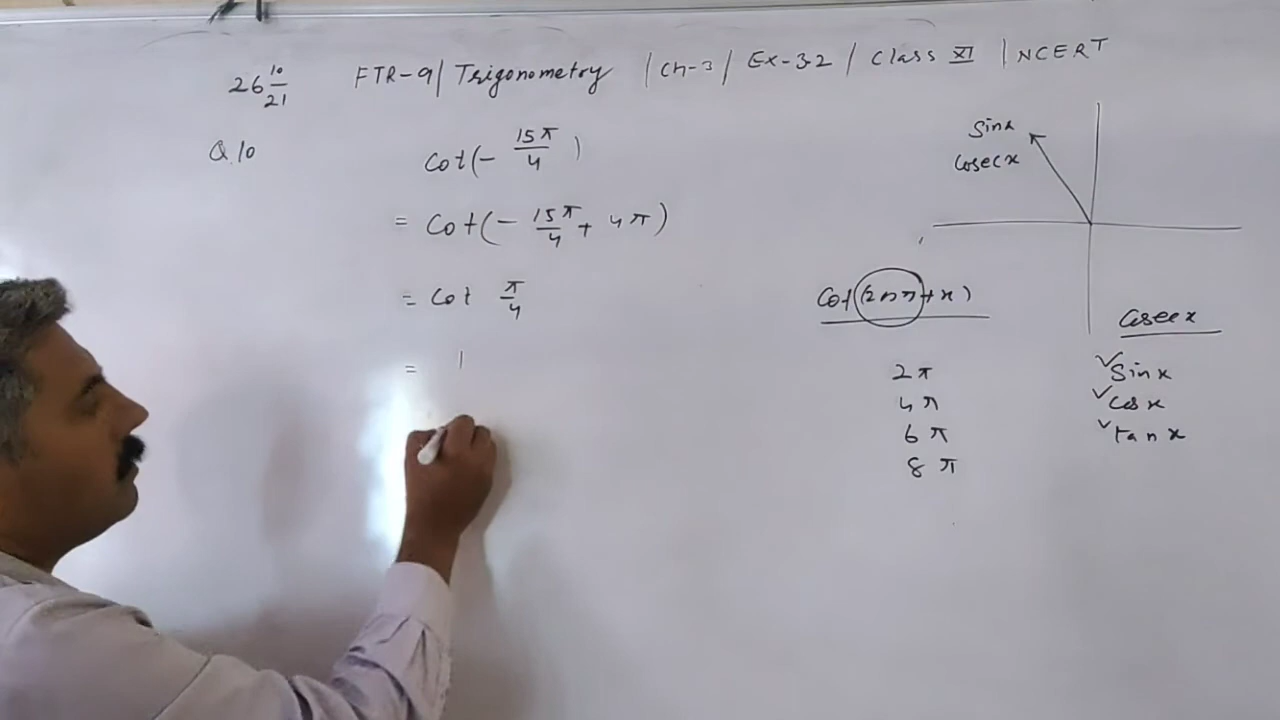 26 10/21 FTR-9 / Trigonometry / Ch-3 / Ex-3.2 / Class XI / NCERT
Q.10
Cot(- 15π/4)
= Cot(- 15π/4 + 4π)
= Cot π/4
= 1
Sinx
Cosecx
Cot(2nπ+x)
2π
4π
6π
8π
Cosecx
✓Sinx
✓Cosx
✓tanx